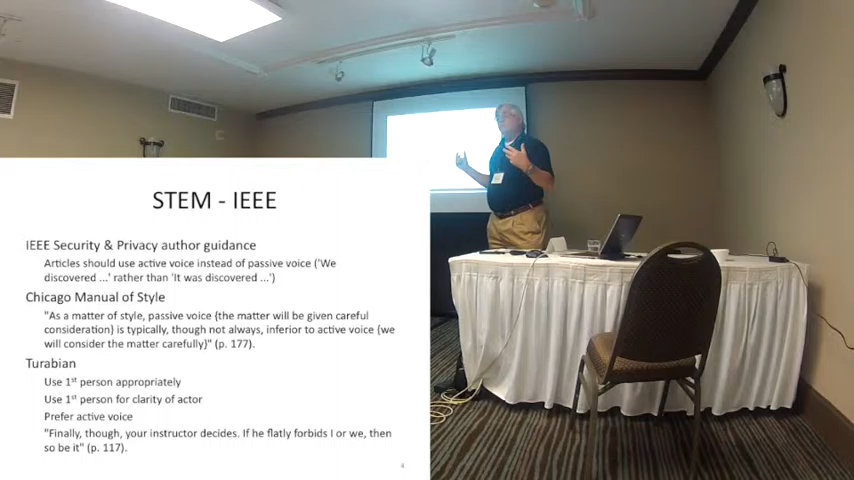 STEM - IEEE
IEEE Security & Privacy author guidance
Articles should use active voice instead of passive voice ('We
discovered ...' rather than 'It was discovered ...')
Chicago Manual of Style
"As a matter of style, passive voice {the matter will be given careful
consideration} is typically, though not always, inferior to active voice {we
will consider the matter carefully}" (p. 177).
Turabian
Use 1st person appropriately
Use 1st person for clarity of actor
Prefer active voice
"Finally, though, your instructor decides. If he flatly forbids I or we, then
so be it" (p. 117).
4